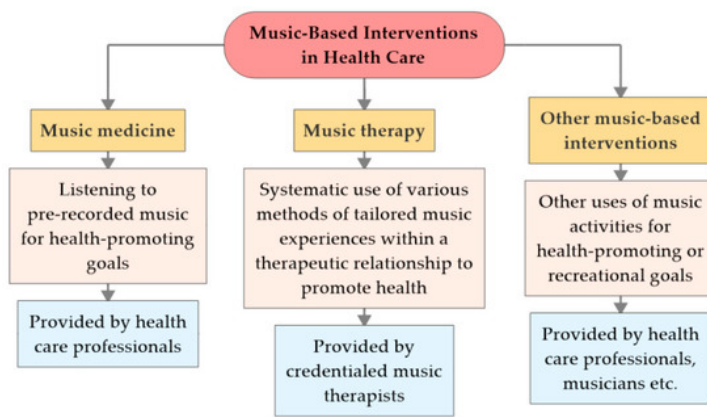 Music-Based Interventions
in Health Care
Music medicine
Listening to
pre-recorded music
for health-promoting
goals
Provided by health
care professionals
Music therapy
Systematic use of various
methods of tailored music
experiences within a
therapeutic relationship to
promote health
Provided by
credentialed music
therapists
Other music-based
interventions
Other uses of music
activities for
health-promoting or
recreational goals
Provided by health
care professionals,
musicians etc.